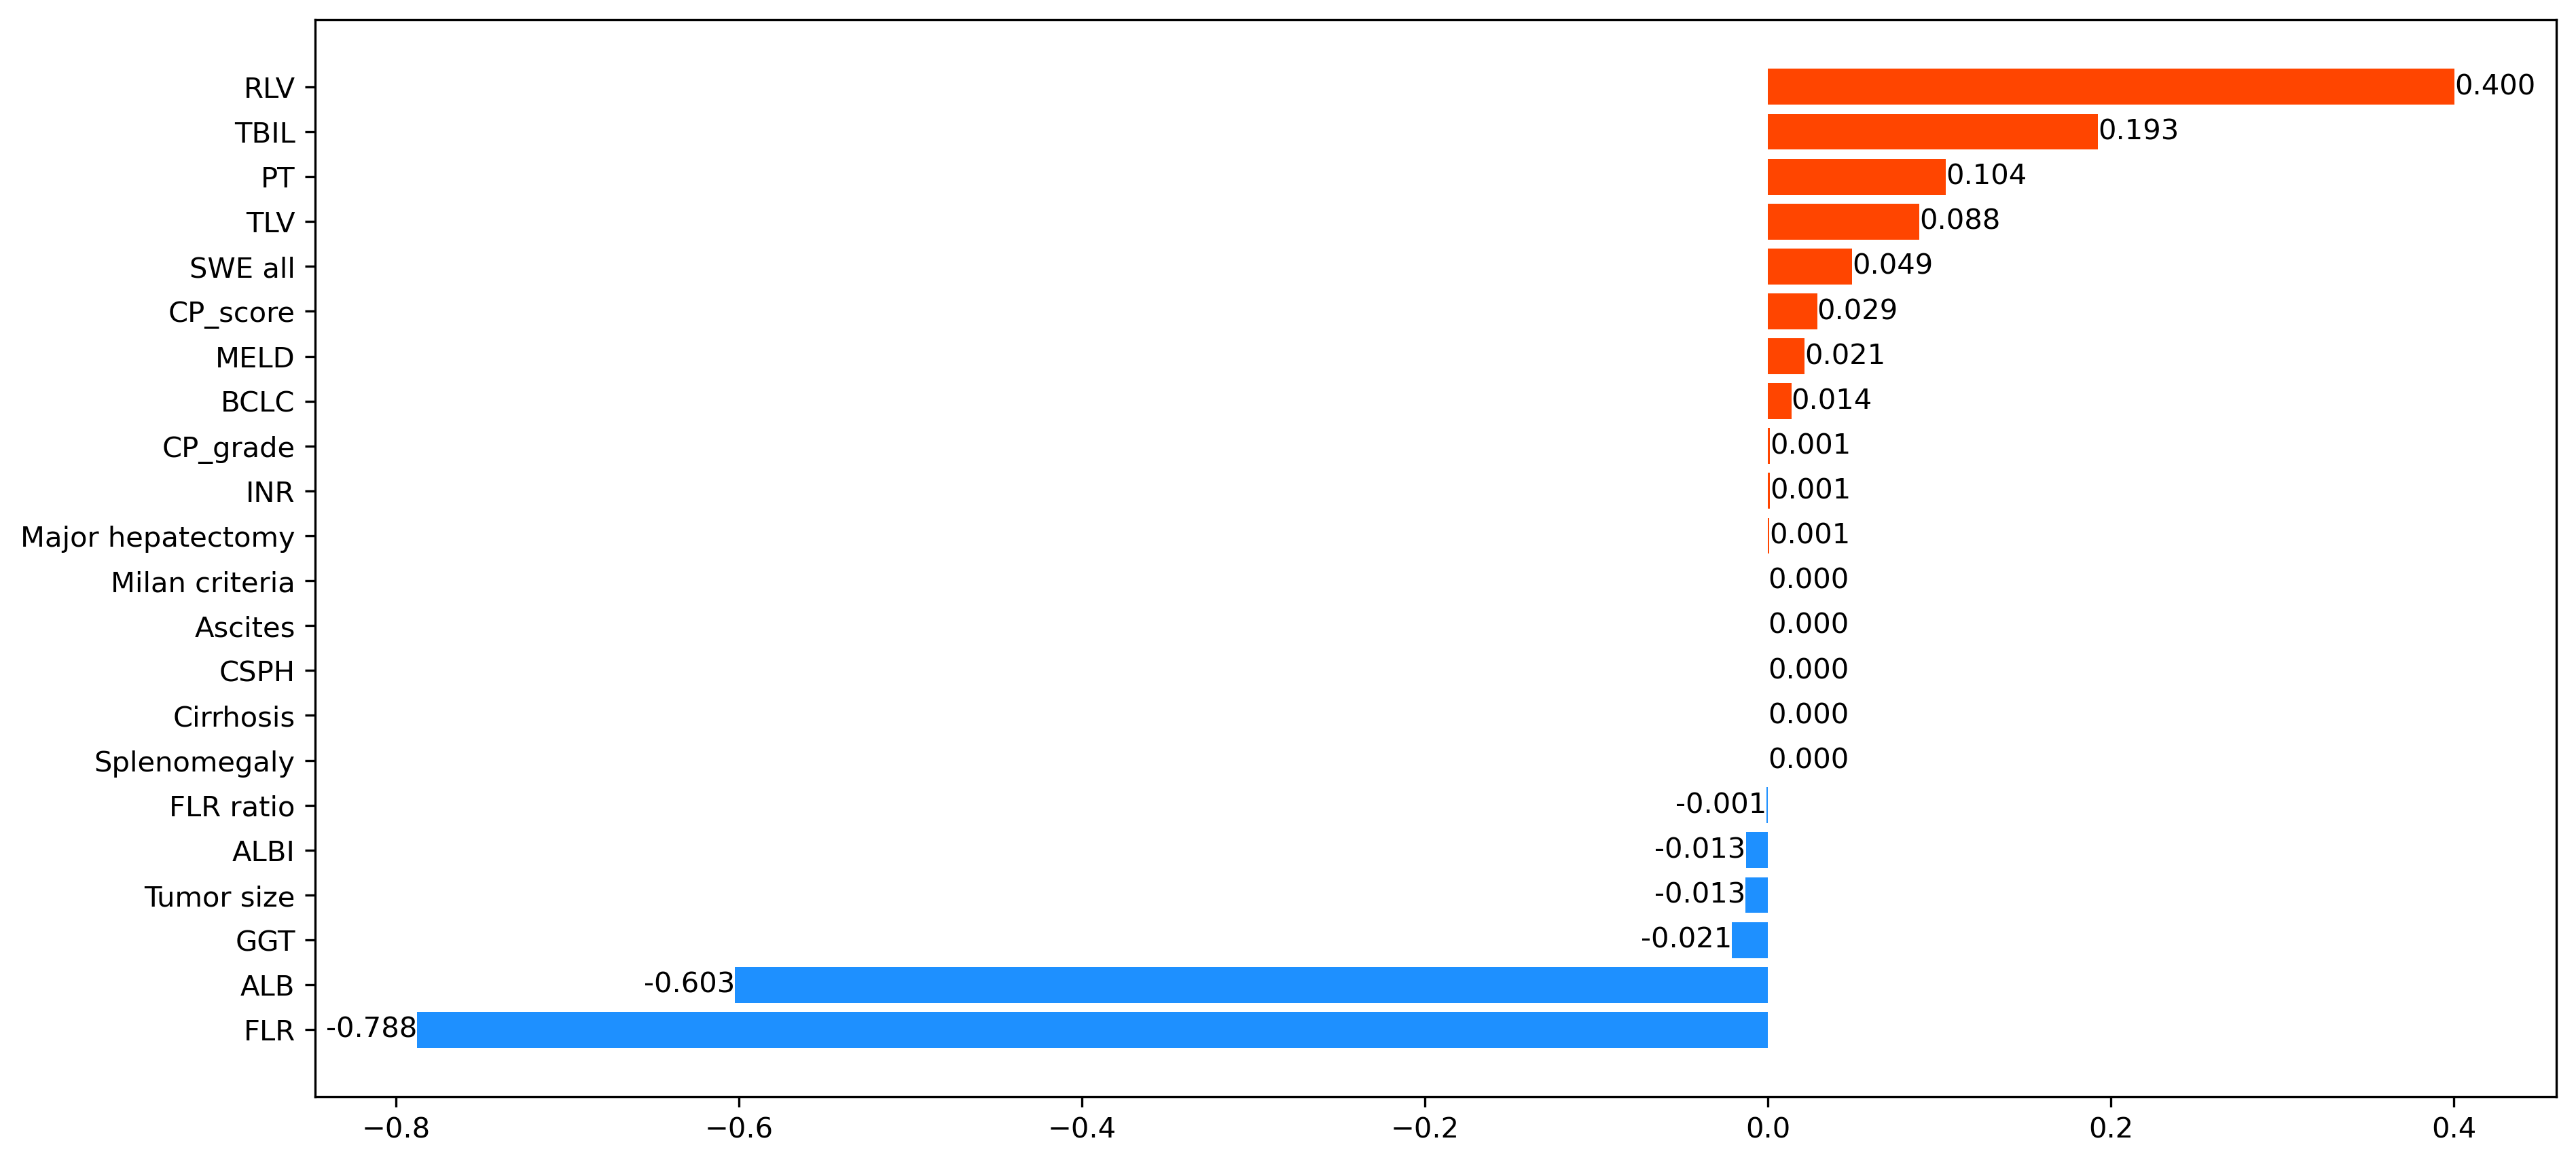 RLV 0.400
TBIL 0.193
PT 0.104
TLV 0.088
SWE all 0.049
CP_score 0.029
MELD 0.021
BCLC 0.014
CP_grade 0.001
INR 0.001
Major hepatectomy 0.001
Milan criteria 0.000
Ascites 0.000
CSPH 0.000
Cirrhosis 0.000
Splenomegaly 0.000
FLR ratio -0.001
ALBI -0.013
Tumor size -0.013
GGT -0.021
ALB -0.603
FLR -0.788
−0.8 −0.6 −0.4 −0.2 0.0 0.2 0.4